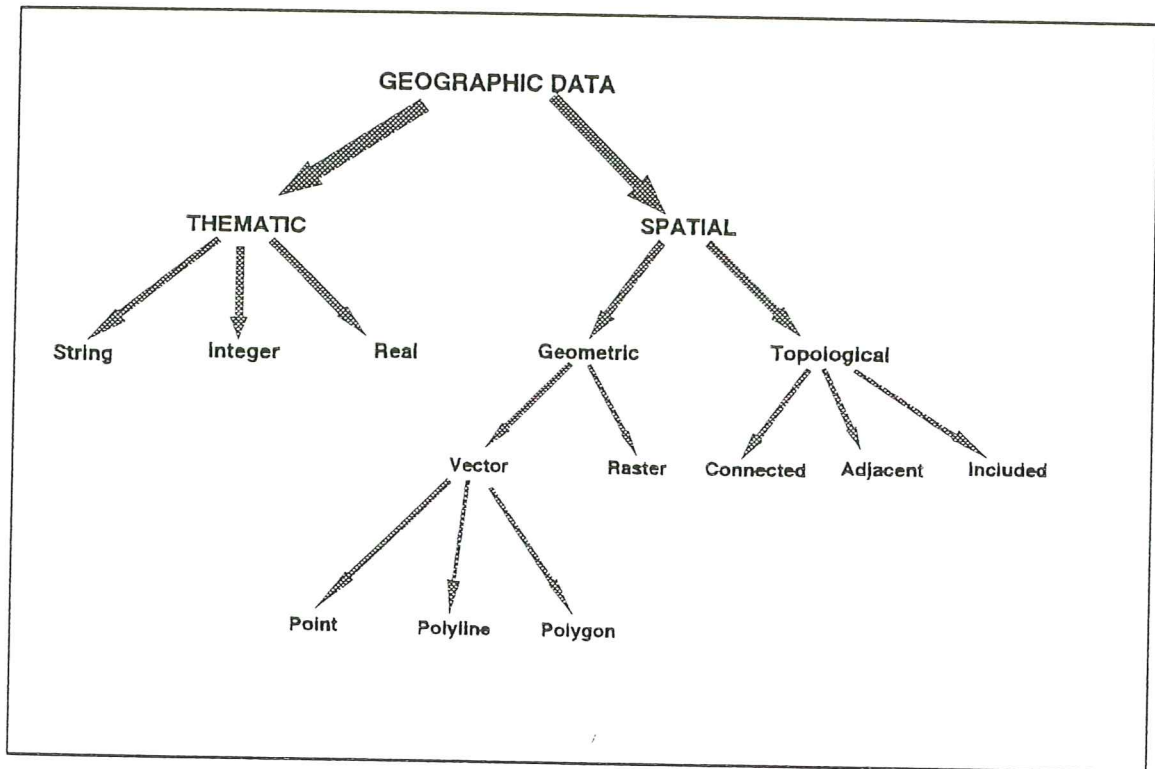 GEOGRAPHIC DATA
THEMATIC SPATIAL
String Integer Real Geometric Topological
Vector Raster Connected Adjacent Included
Point Polyline Polygon